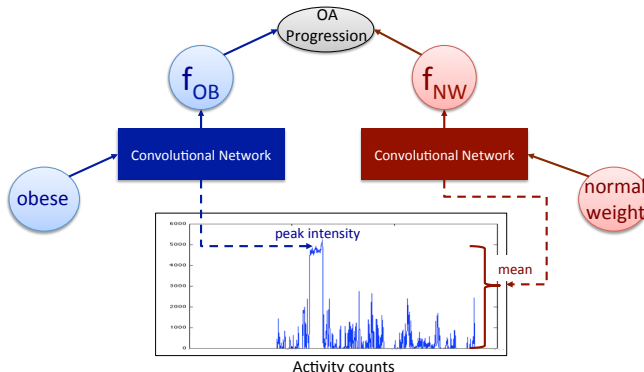 OA
Progression
fOB
fNW
Convolutional Network
Convolutional Network
obese
normal
weight
6000
5000
4000
3000
2000
1000
0
peak intensity
mean
Activity counts